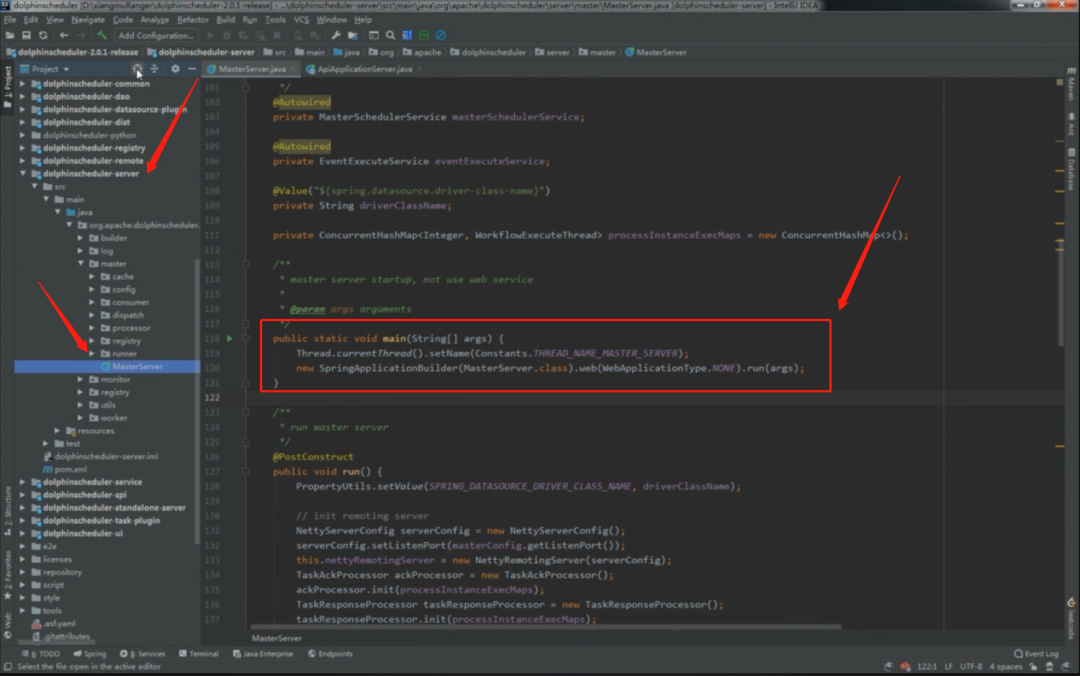 dolphinscheduler [D:\xiangmuRanger\dolphinscheduler-2.0.1-release] - ...\dolphinscheduler-server\src\main\java\org\apache\dolphinscheduler\server\master\MasterServer.java [dolphinscheduler-server] - IntelliJ IDEA
File Edit View Navigate Code Analyze Refactor Build Run Tools VCS Window Help
Add Configuration...
dolphinscheduler-2.0.1-release dolphinscheduler-server src main java org apache dolphinscheduler server master MasterServer
Project
MasterServer.java
ApiApplicationServer.java
1: Project
dolphinscheduler-common
dolphinscheduler-dao
dolphinscheduler-datasource-plugin
dolphinscheduler-dist
dolphinscheduler-python
dolphinscheduler-registry
dolphinscheduler-remote
dolphinscheduler-server
src
main
java
org.apache.dolphinscheduler.
builder
log
master
cache
config
consumer
dispatch
processor
registry
runner
MasterServer
monitor
registry
utils
worker
resources
test
dolphinscheduler-server.iml
pom.xml
dolphinscheduler-service
dolphinscheduler-spi
dolphinscheduler-standalone-server
dolphinscheduler-task-plugin
dolphinscheduler-ui
e2e
licenses
repository
script
style
tools
.asf.yaml
.gitattributes
Structure
2: Favorites
Web
101 */
102 @Autowired
103 private MasterSchedulerService masterSchedulerService;
104
105 @Autowired
106 private EventExecuteService eventExecuteService;
107
108 @Value("${spring.datasource.driver-class-name}")
109 private String driverClassName;
110
111 private ConcurrentHashMap<Integer, WorkflowExecuteThread> processInstanceExecMaps = new ConcurrentHashMap<>();
112
113 /**
114 * master server startup, not use web service
115 *
116 * @param args arguments
117 */
118 public static void main(String[] args) {
119 Thread.currentThread().setName(Constants.THREAD_NAME_MASTER_SERVER);
120 new SpringApplicationBuilder(MasterServer.class).web(WebApplicationType.NONE).run(args);
121 }
122
123 /**
124 * run master server
125 */
126 @PostConstruct
127 public void run() {
128 PropertyUtils.setValue(SPRING_DATASOURCE_DRIVER_CLASS_NAME, driverClassName);
129
130 // init remoting server
131 NettyServerConfig serverConfig = new NettyServerConfig();
132 serverConfig.setListenPort(masterConfig.getListenPort());
133 this.nettyRemotingServer = new NettyRemotingServer(serverConfig);
134 TaskAckProcessor ackProcessor = new TaskAckProcessor();
135 ackProcessor.init(processInstanceExecMaps);
136 TaskResponseProcessor taskResponseProcessor = new TaskResponseProcessor();
137 taskResponseProcessor.init(processInstanceExecMaps);
MasterServer
Maven
Ant
Database
leetcode
6: TODO Spring 8: Services Terminal Java Enterprise Endpoints Event Log
Select the file open in the active editor 122:1 LF UTF-8 4 spaces